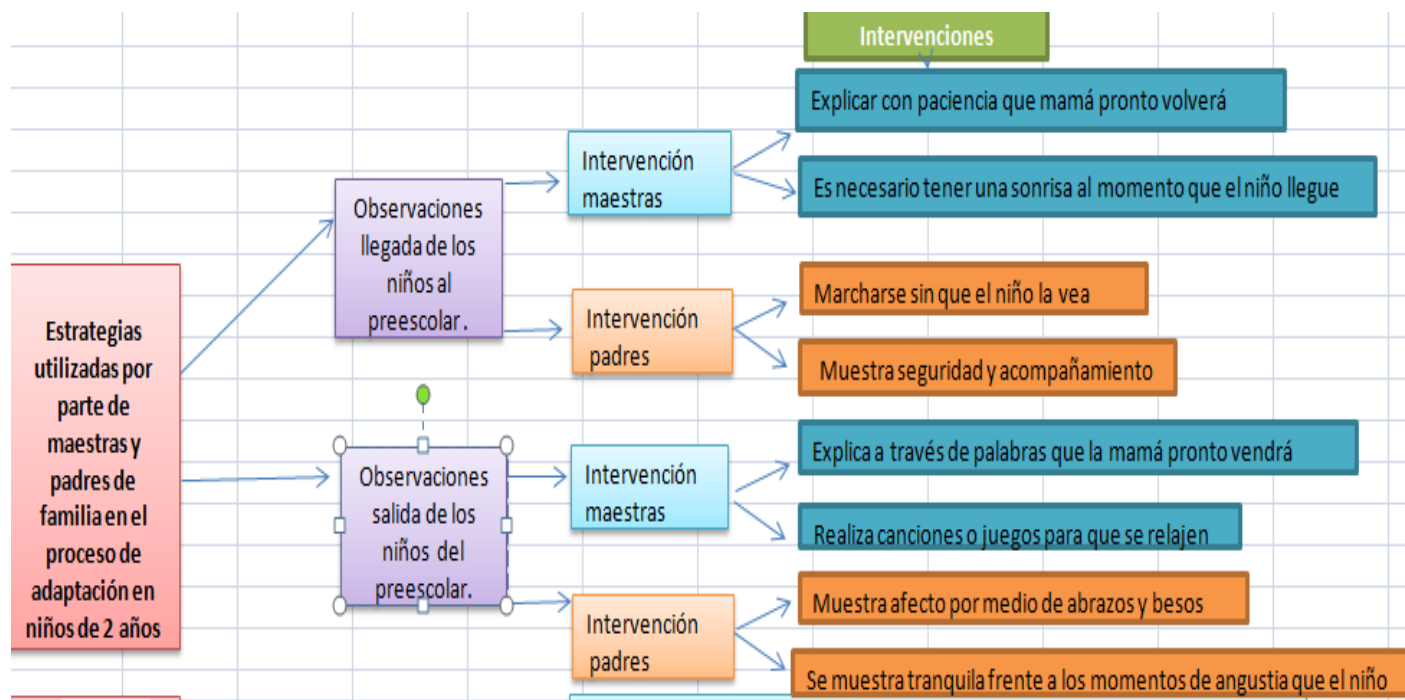 Intervenciones
Explicar con paciencia que mamá pronto volverá
Intervención
maestras
Es necesario tener una sonrisa al momento que el niño llegue
Observaciones
llegada de los
niños al
preescolar.
Marcharse sin que el niño la vea
Intervención
padres
Muestra seguridad y acompañamiento
Estrategias
utilizadas por
parte de
maestras y
padres de
familia en el
proceso de
adaptación en
niños de 2 años
Observaciones
salida de los
niños del
preescolar.
Explica a través de palabras que la mamá pronto vendrá
Intervención
maestras
Realiza canciones o juegos para que se relajen
Muestra afecto por medio de abrazos y besos
Intervención
padres
Se muestra tranquila frente a los momentos de angustia que el niño